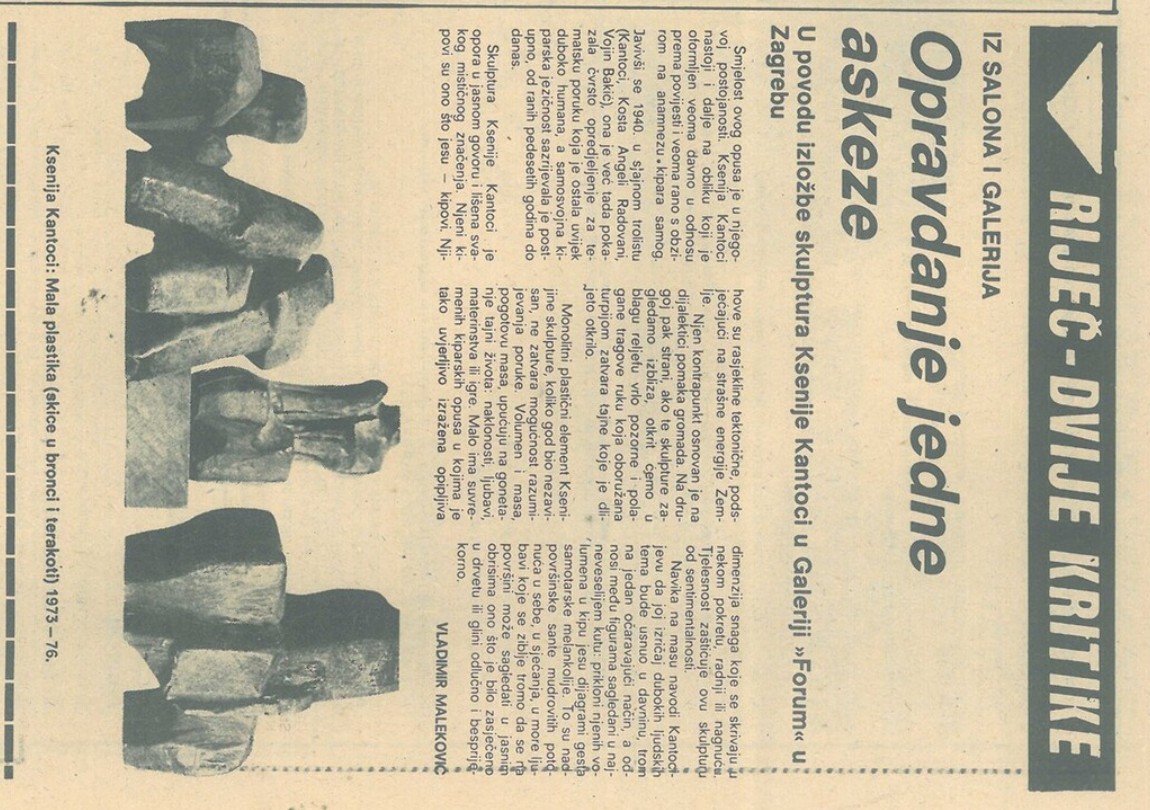 RIJEČ-DVIJE KRITIKE
IZ SALONA I GALERIJA
Opravdanje jedne
askeze
U povodu izložbe skulptura Ksenije Kantoci u Galeriji »Forum« u
Zagrebu
Smjelost ovog opusa je u njego-
voj postojanosti. Ksenija Kantoci
nastoji i dalje na obliku koji je
oformljen veoma davno u odnosu
prema povijesti i veoma rano s obzi-
rom na anamnezu kipara samog.
Javivši se 1940. u sjajnom trolistu
(Kantoci, Kosta Angeli Radovani,
Vojin Bakić), ona je već tada poka-
zala čvrsto opredjeljenje za te-
matsku poruku koja je ostala uvijek
duboko humana, a samosvojna ki-
parska jezičnost sazrijevala je post-
upno, od ranih pedesetih godina do
danas.
Skulptura Ksenije Kantoci je
opora u jasnom govoru i lišena sva-
kog mističnog značenja. Njeni ki-
povi su ono što jesu — kipovi. Nji-
hove su rasjekline tektonične, pods-
jećajući na strašne energije Zem-
lje.
Njen kontrapunkt osnovan je na
dijalektici pomaka gromada. Na dru-
goj pak strani, ako te skulpture za-
gledamo izbliza, otkrit ćemo u
blagu reljefu vrlo pozorne i pola-
gane tragove ruku koja oboružana
turpijom zatvara tajne koje je dli-
jeto otkrilo.
Monolitni plastični element Kseni-
jine skulpture, koliko god bio nezavi-
san, ne zatvara mogućnost razumi-
jevanja poruke. Volumen i masa,
pogotovu masa, upućuju na goneta-
nje tajni života: naklonosti, ljubavi,
materinstva ili igre. Malo ima suvre-
menih kiparskih opusa u kojima je
tako uvjerljivo izražena opipljiva
dimenzija snaga koje se skrivaju u
nekom pokretu, radnji ili nagnuću.
Tjelesnost zaštićuje ovu skulpturu
od sentimentalnosti.
Navika na masu navodi Kantoci-
jevu da joj izričaj dubokih ljudskih
tema bude usnuo u davninu, trom
na jedan očaravajući način, a od-
nosi među figurama sagledani u naj-
neveselijem kutu: prikloni njenih vo-
lumena u kipu jesu dijagrami gesta
samotarske melankolije. To su nad-
površinske sante mudrovitih poto-
nuća u sebe, u sjećanja, u more lju-
bavi koje se ziblje tromo da se na
površini može sagledati u jasnim
obrisima ono što je bilo zasječeno
u drvetu ili glini odlučno i besprije-
korno.
VLADIMIR MALEKOVIĆ
Ksenija Kantoci: Mala plastika (skice u bronci i terakoti) 1973—76.